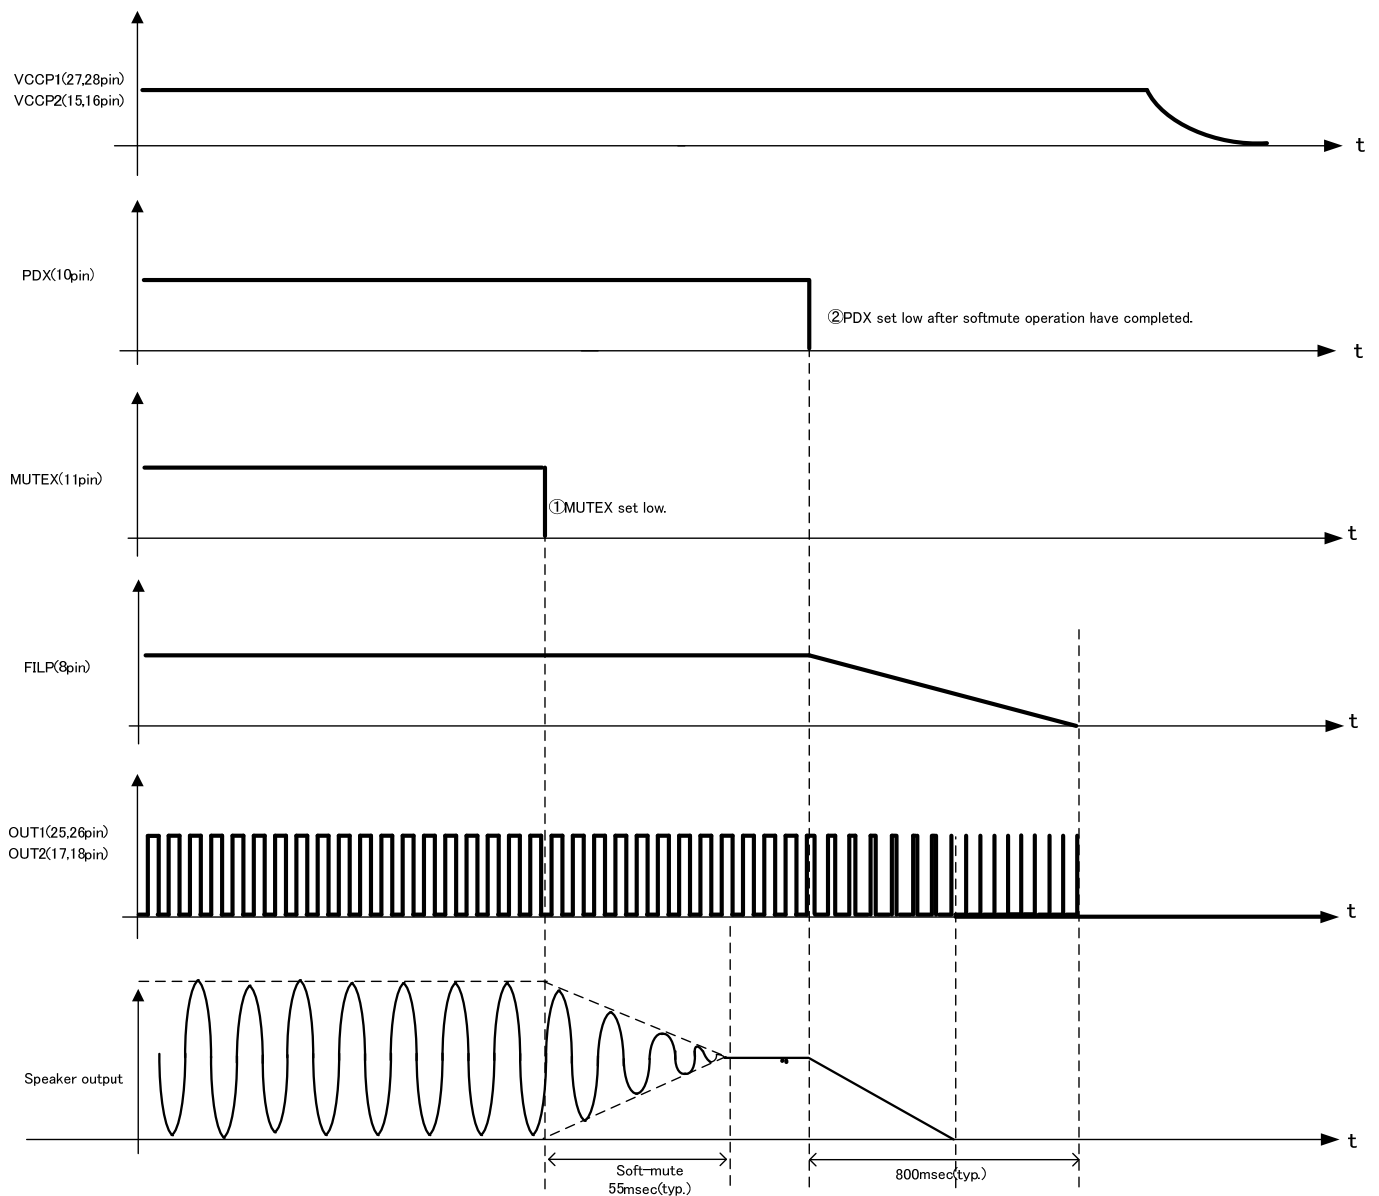 VCCP1(27,28pin)
VCCP2(15,16pin)
t
PDX(10pin)
②PDX set low after softmute operation have completed.
t
MUTEX(11pin)
①MUTEX set low.
t
FILP(8pin)
t
OUT1(25,26pin)
OUT2(17,18pin)
t
Speaker output
t
Soft-mute
55msec(typ.)
800msec(typ.)